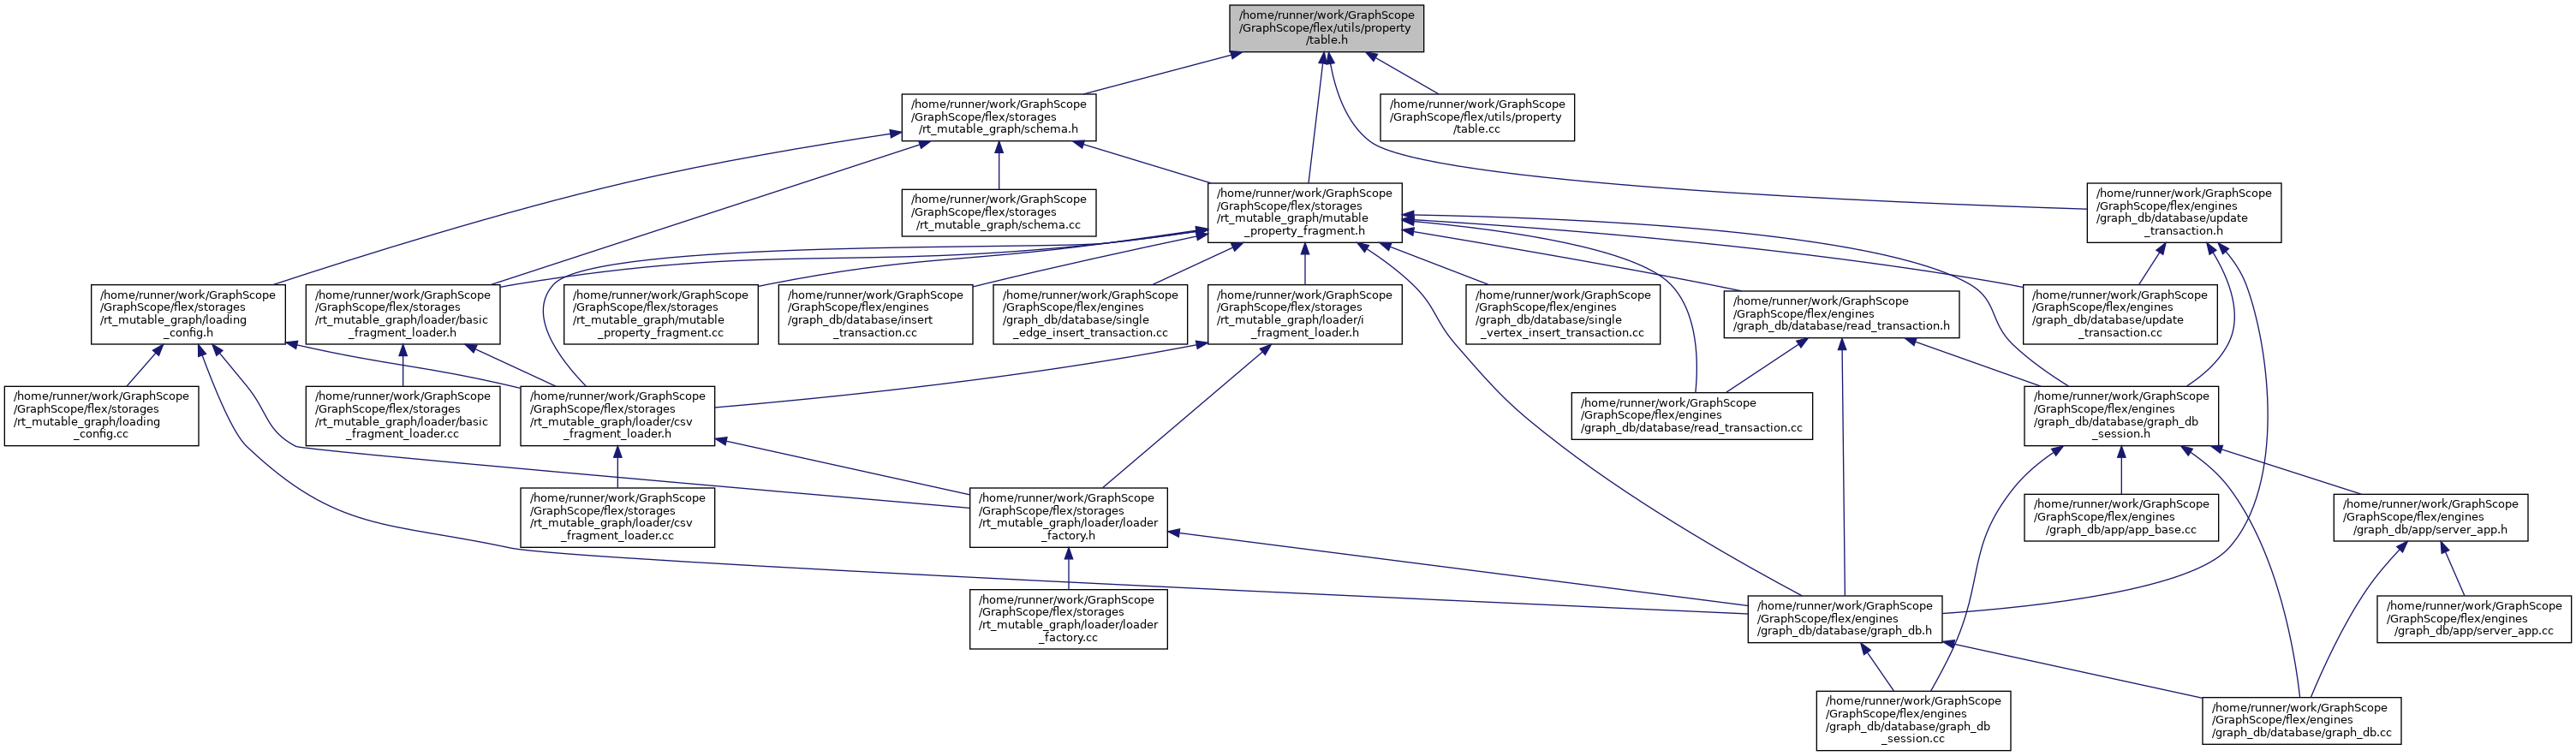 /home/runner/work/GraphScope
/GraphScope/flex/utils/property
/table.h
/home/runner/work/GraphScope
/GraphScope/flex/storages
/rt_mutable_graph/schema.h
/home/runner/work/GraphScope
/GraphScope/flex/utils/property
/table.cc
/home/runner/work/GraphScope
/GraphScope/flex/storages
/rt_mutable_graph/schema.cc
/home/runner/work/GraphScope
/GraphScope/flex/storages
/rt_mutable_graph/mutable
_property_fragment.h
/home/runner/work/GraphScope
/GraphScope/flex/engines
/graph_db/database/update
_transaction.h
/home/runner/work/GraphScope
/GraphScope/flex/storages
/rt_mutable_graph/loading
_config.h
/home/runner/work/GraphScope
/GraphScope/flex/storages
/rt_mutable_graph/loader/basic
_fragment_loader.h
/home/runner/work/GraphScope
/GraphScope/flex/storages
/rt_mutable_graph/mutable
_property_fragment.cc
/home/runner/work/GraphScope
/GraphScope/flex/engines
/graph_db/database/insert
_transaction.cc
/home/runner/work/GraphScope
/GraphScope/flex/engines
/graph_db/database/single
_edge_insert_transaction.cc
/home/runner/work/GraphScope
/GraphScope/flex/storages
/rt_mutable_graph/loader/i
_fragment_loader.h
/home/runner/work/GraphScope
/GraphScope/flex/engines
/graph_db/database/single
_vertex_insert_transaction.cc
/home/runner/work/GraphScope
/GraphScope/flex/engines
/graph_db/database/read_transaction.h
/home/runner/work/GraphScope
/GraphScope/flex/engines
/graph_db/database/update
_transaction.cc
/home/runner/work/GraphScope
/GraphScope/flex/storages
/rt_mutable_graph/loading
_config.cc
/home/runner/work/GraphScope
/GraphScope/flex/storages
/rt_mutable_graph/loader/basic
_fragment_loader.cc
/home/runner/work/GraphScope
/GraphScope/flex/storages
/rt_mutable_graph/loader/csv
_fragment_loader.h
/home/runner/work/GraphScope
/GraphScope/flex/engines
/graph_db/database/read_transaction.cc
/home/runner/work/GraphScope
/GraphScope/flex/engines
/graph_db/database/graph_db
_session.h
/home/runner/work/GraphScope
/GraphScope/flex/storages
/rt_mutable_graph/loader/csv
_fragment_loader.cc
/home/runner/work/GraphScope
/GraphScope/flex/storages
/rt_mutable_graph/loader/loader
_factory.h
/home/runner/work/GraphScope
/GraphScope/flex/engines
/graph_db/app/app_base.cc
/home/runner/work/GraphScope
/GraphScope/flex/engines
/graph_db/app/server_app.h
/home/runner/work/GraphScope
/GraphScope/flex/storages
/rt_mutable_graph/loader/loader
_factory.cc
/home/runner/work/GraphScope
/GraphScope/flex/engines
/graph_db/database/graph_db.h
/home/runner/work/GraphScope
/GraphScope/flex/engines
/graph_db/app/server_app.cc
/home/runner/work/GraphScope
/GraphScope/flex/engines
/graph_db/database/graph_db
_session.cc
/home/runner/work/GraphScope
/GraphScope/flex/engines
/graph_db/database/graph_db.cc